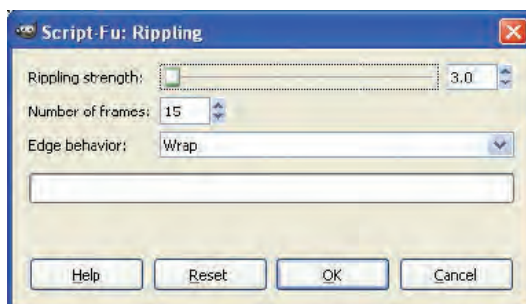 Script-Fu: Rippling
Rippling strength: 3.0
Number of frames: 15
Edge behavior: Wrap
Help Reset OK Cancel